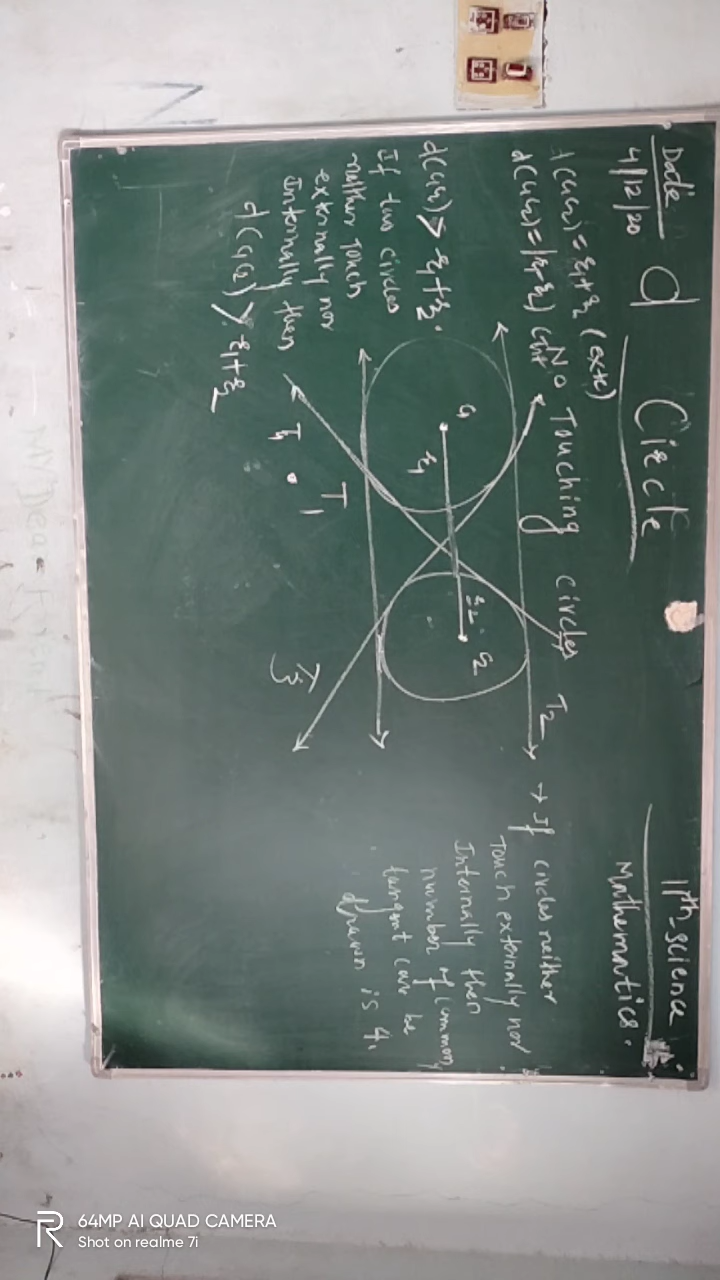 Date
4/12/20
Circle
11th-science
Mathematics.
d(c₁c₂) = r₁+r₂ (ext)
d(c₁c₂) = |r₁-r₂| (int
No Touching circles
d(c₁c₂) > r₁+r₂.
If two circles
neither touch
externally nor
Internally then
d(c₁c₂) > r₁+r₂
c₁
r₁
r₂
c₂
T₁
T₂
T₃
T₄
→ If circles neither
Touch externally nor
Internally then
number of common
tangent can be
drawn is 4.
64MP AI QUAD CAMERA
Shot on realme 7i